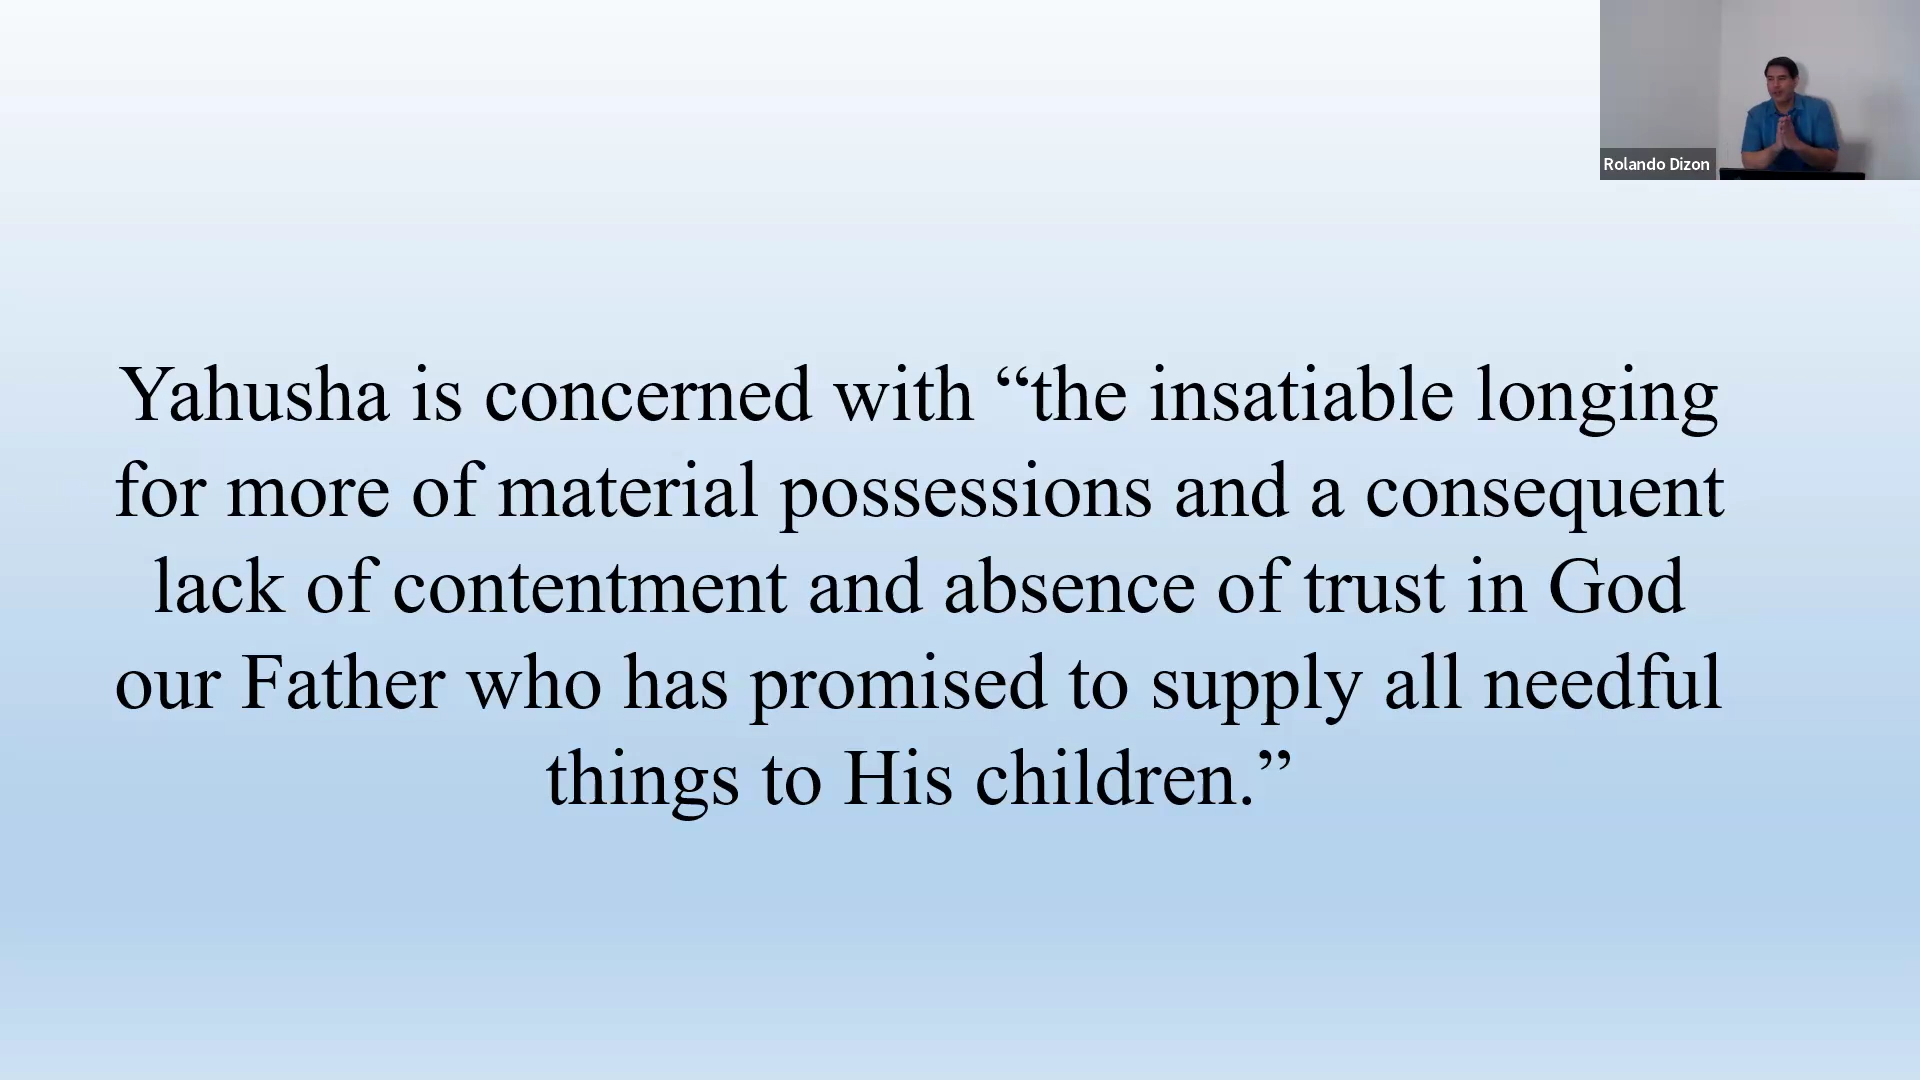 Rolando Dizon
Yahusha is concerned with “the insatiable longing
for more of material possessions and a consequent
lack of contentment and absence of trust in God
our Father who has promised to supply all needful
things to His children.”